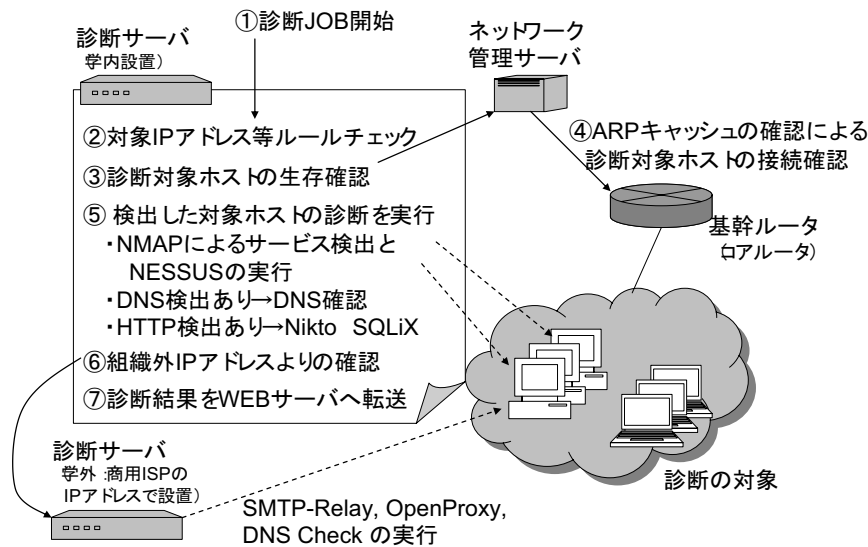 ①診断JOB開始
診断サーバ
学内設置）
ネットワーク
管理サーバ
②対象IPアドレス等ルールチェック
③診断対象ホストの生存確認
④ARPキャッシュの確認による
診断対象ホストの接続確認
⑤ 検出した対象ホストの診断を実行
・NMAPによるサービス検出と
NESSUSの実行
・DNS検出あり→DNS確認
・HTTP検出あり→Nikto SQLiX
⑥組織外IPアドレスよりの確認
⑦診断結果をWEBサーバへ転送
基幹ルータ
コアルータ）
診断サーバ
学外：商用ISPの
IPアドレスで設置）
診断の対象
SMTP-Relay, OpenProxy,
DNS Check の実行